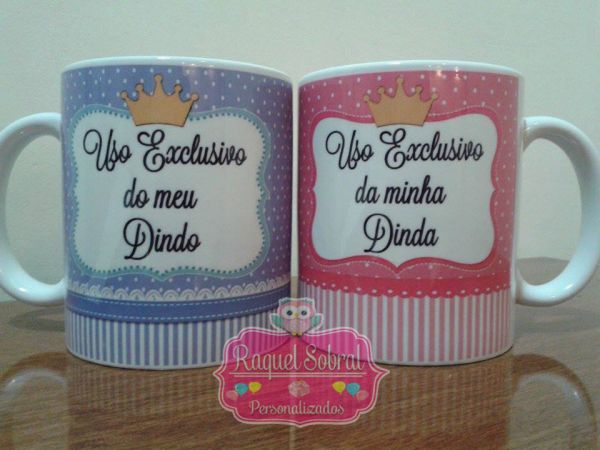 Uso Exclusivo
do meu
Dindo
Uso Exclusivo
da minha
Dinda
Raquel Sobral
Personalizados